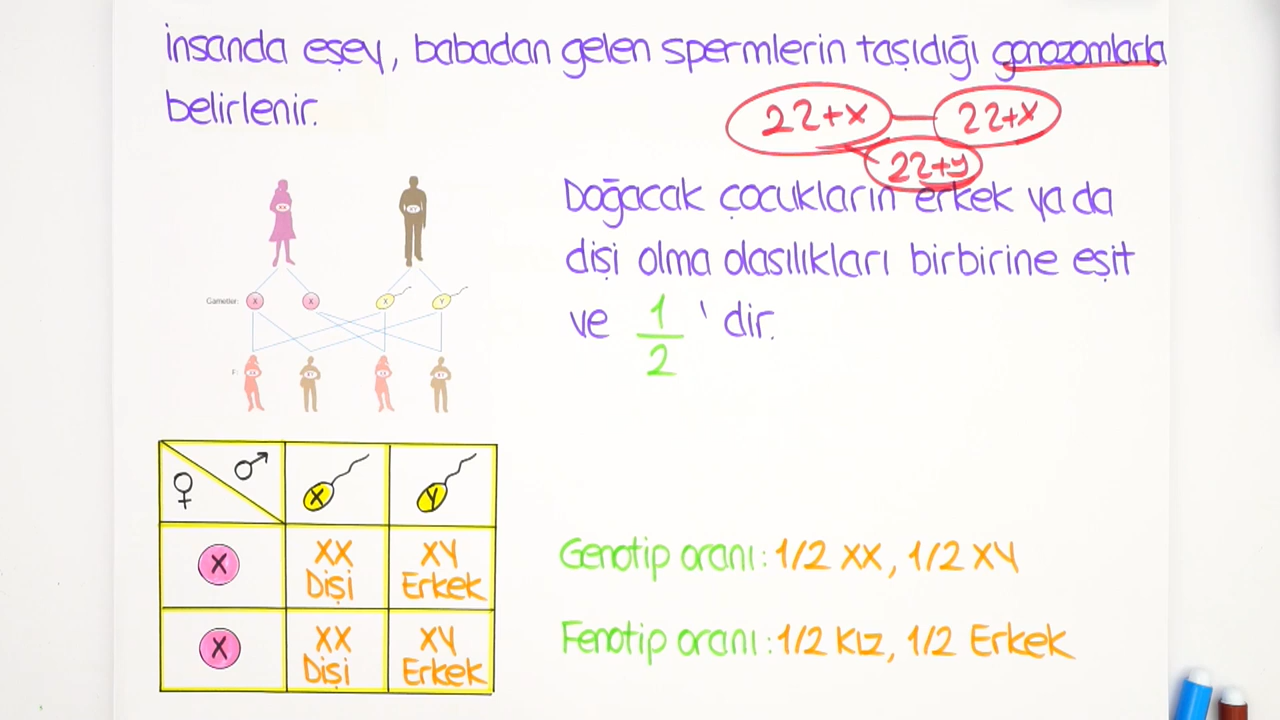 İnsanda eşey, babadan gelen spermlerin taşıdığı gonozomlarla
belirlenir.
22+X 22+X
22+y
Doğacak çocukların erkek ya da
dişi olma olasılıkları birbirine eşit
ve 1/2 'dir.
XX XY
Gametler: X X X Y
F:
♀ ♂ X Y
X XX Dişi XY Erkek
X XX Dişi XY Erkek
Genotip oranı: 1/2 XX, 1/2 XY
Fenotip oranı: 1/2 Kız, 1/2 Erkek